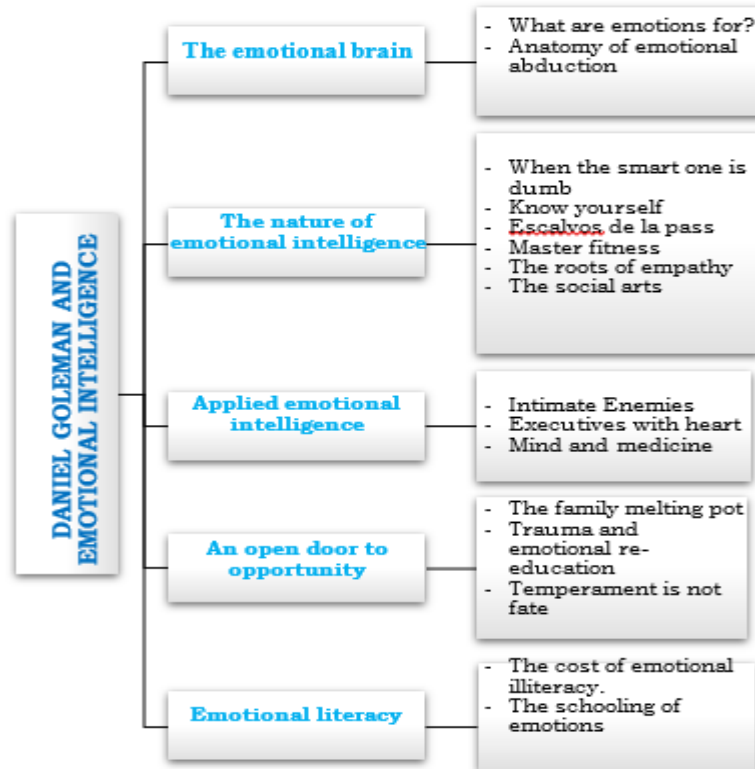 DANIEL GOLEMAN AND
EMOTIONAL INTELLIGENCE
The emotional brain
- What are emotions for?
- Anatomy of emotional
abduction
The nature of
emotional intelligence
- When the smart one is
dumb
- Know yourself
- Escalvos de la pass
- Master fitness
- The roots of empathy
- The social arts
Applied emotional
intelligence
- Intimate Enemies
- Executives with heart
- Mind and medicine
An open door to
opportunity
- The family melting pot
- Trauma and
emotional re-
education
- Temperament is not
fate
Emotional literacy
- The cost of emotional
illiteracy.
- The schooling of
emotions